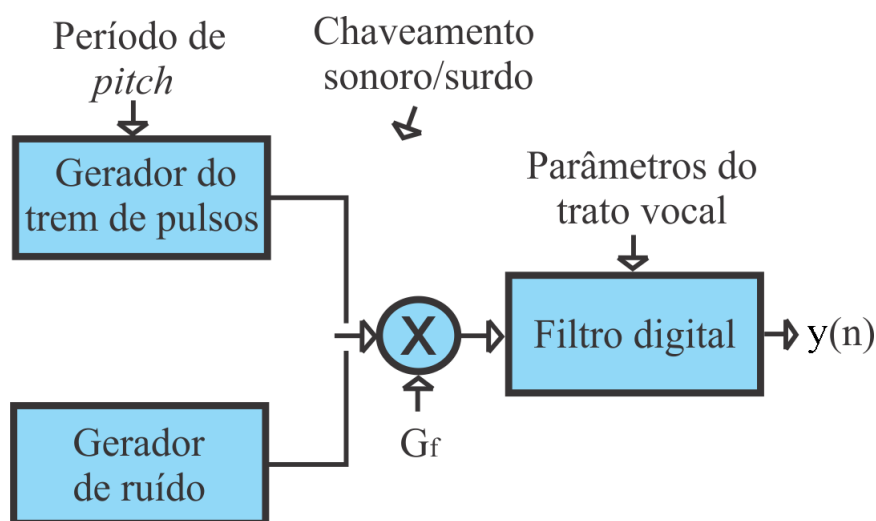 Período de
pitch
Chaveamento
sonoro/surdo
Gerador do
trem de pulsos
Parâmetros do
trato vocal
X
Filtro digital
y(n)
Gf
Gerador
de ruído